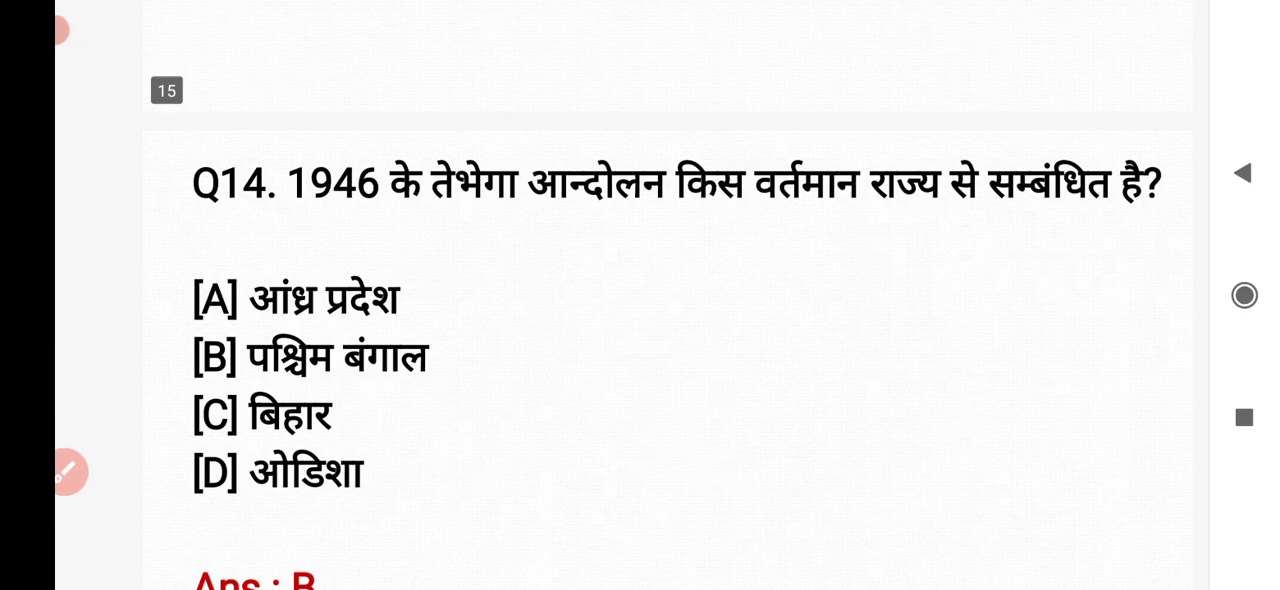 15
Q14. 1946 के तेभेगा आन्दोलन किस वर्तमान राज्य से सम्बंधित है?
[A] आंध्र प्रदेश
[B] पश्चिम बंगाल
[C] बिहार
[D] ओडिशा
Ans : B